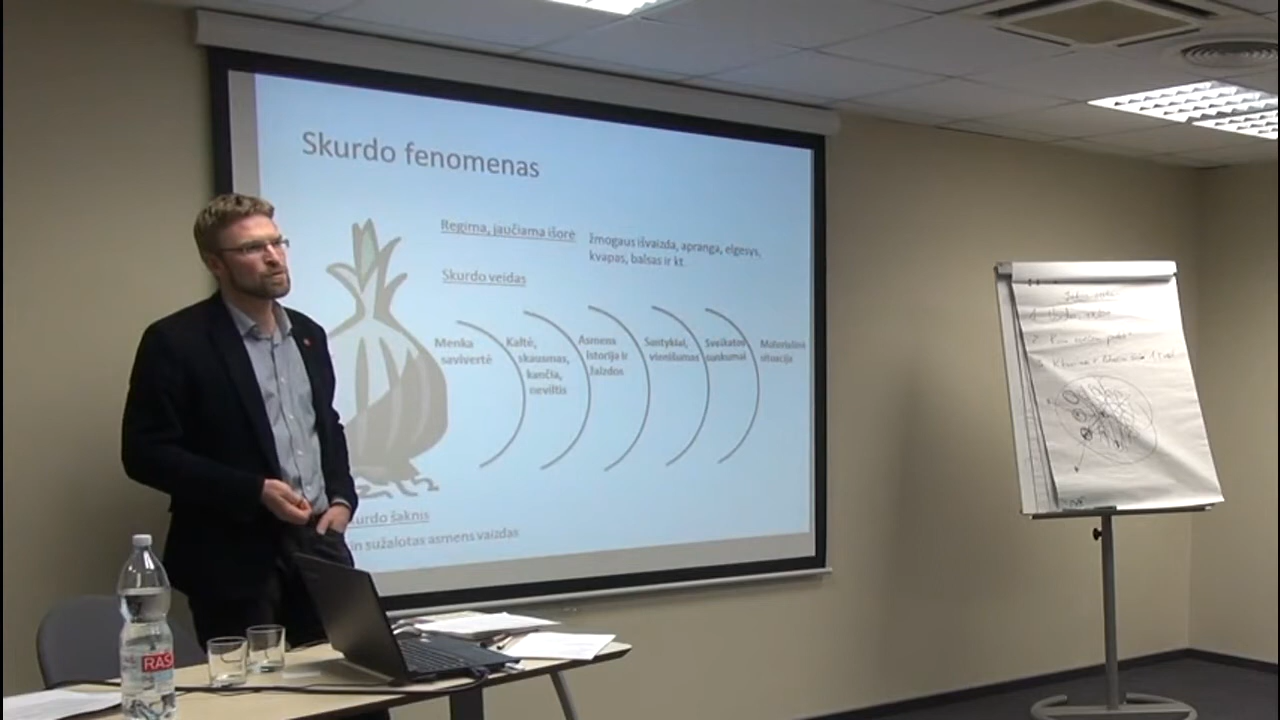 Skurdo fenomenas
Regima, jaučiama išorė
žmogaus išvaizda, apranga, elgesys,
kvapas, balsas ir kt
Skurdo veidas
Menka
savivertė
Kaltė,
skausmas,
kančia,
neviltis
Asmens
istorija ir
žaizdos
Santykiai,
vienišumas
Sveikatos
sunkumai
Materialinė
situacija
kurdo šaknis
in sužalotas asmens vaizdas
RAS